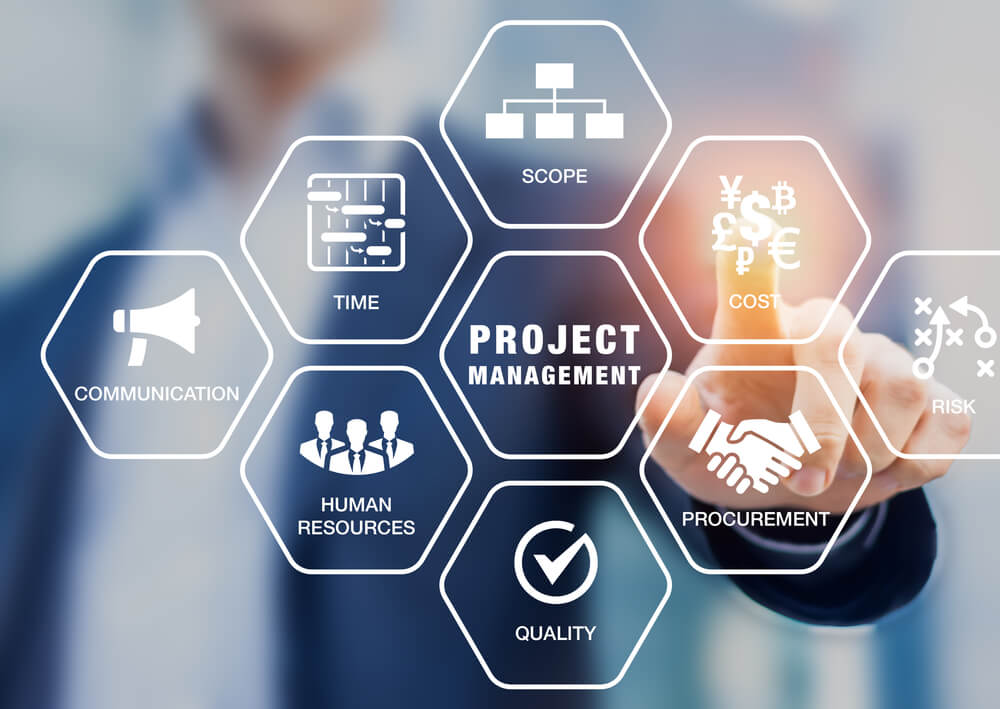 SCOPE
TIME
COST
PROJECT
MANAGEMENT
COMMUNICATION
RISK
HUMAN
RESOURCES
PROCUREMENT
QUALITY